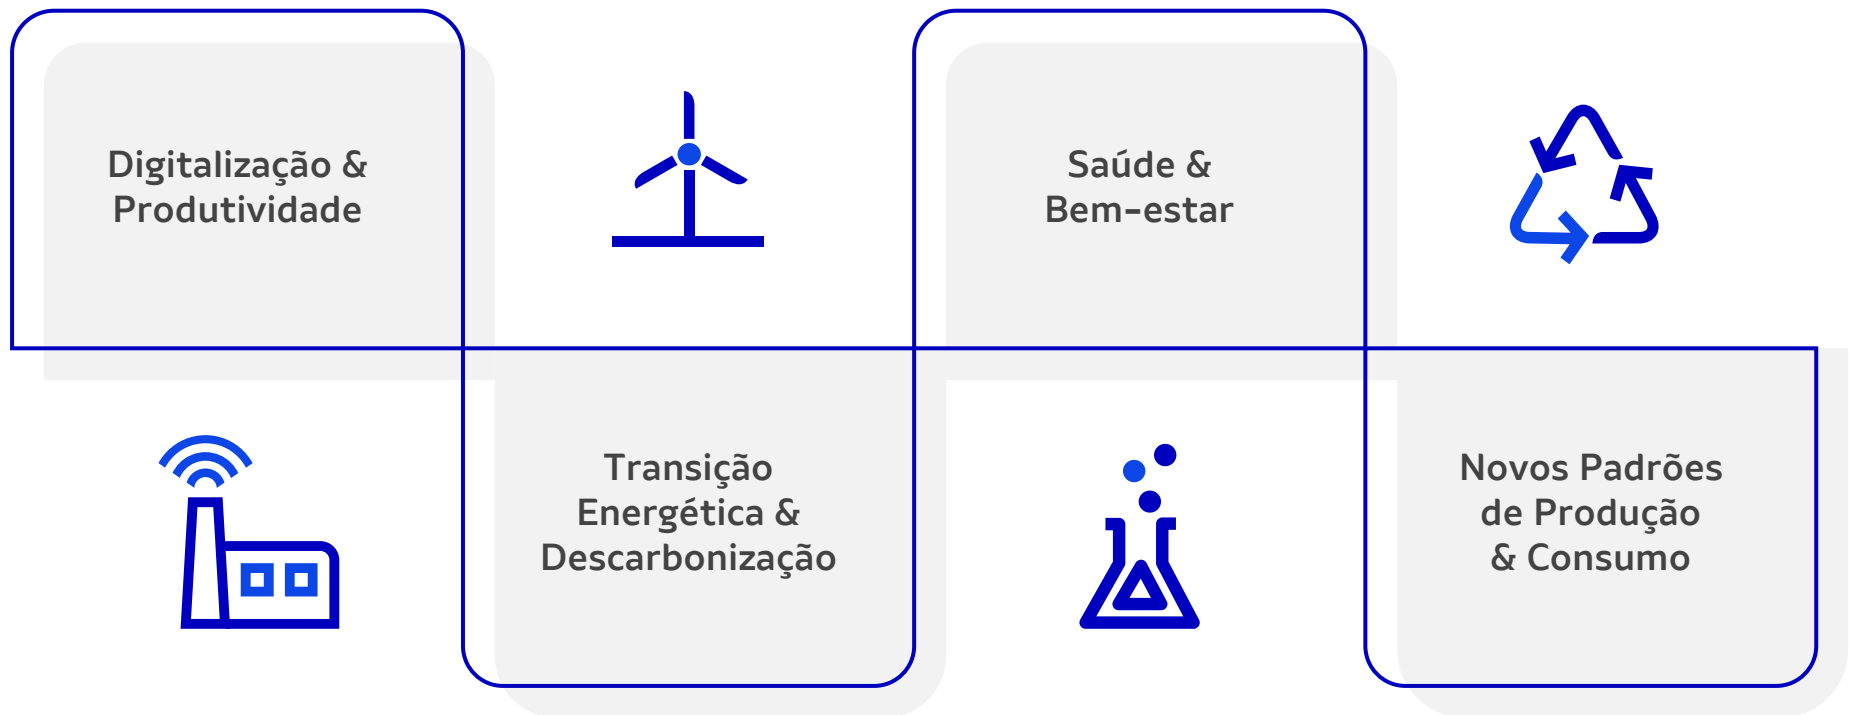 Digitalização &
Produtividade
Transição
Energética &
Descarbonização
Saúde &
Bem-estar
Novos Padrões
de Produção
& Consumo